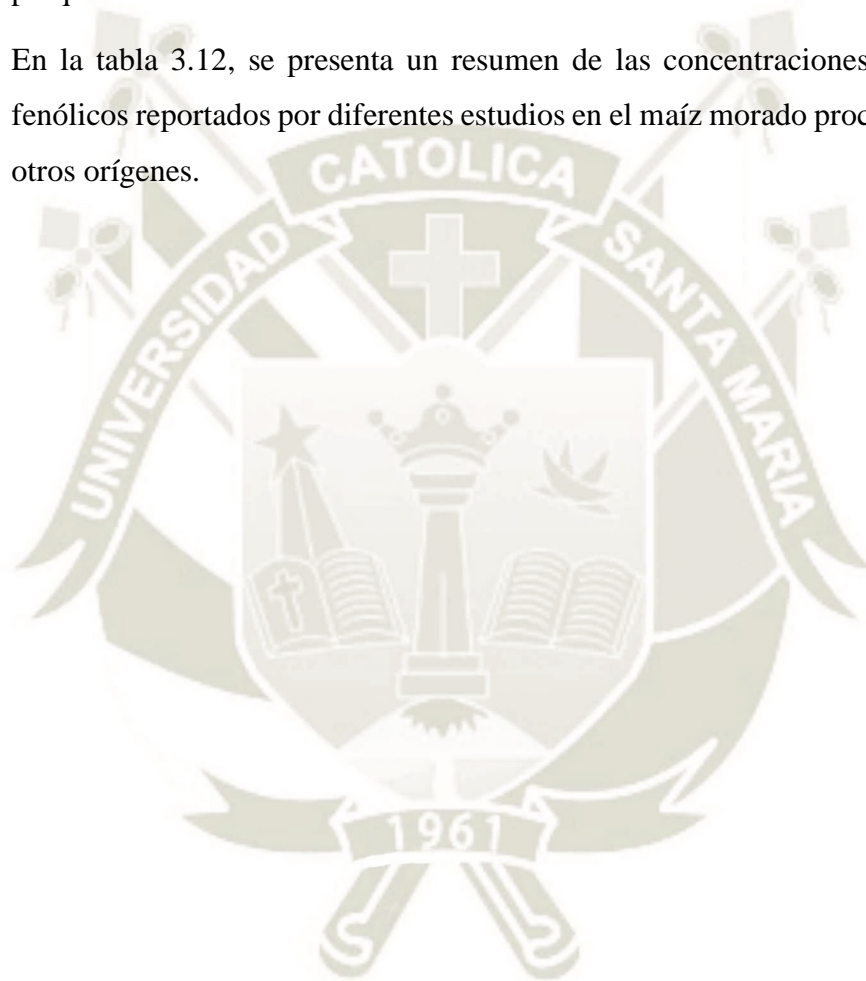 En la tabla 3.12, se presenta un resumen de las concentraciones
fenólicos reportados por diferentes estudios en el maíz morado
otros orígenes.
UNIVERSIDAD CATOLICA SANTA MARIA
1961